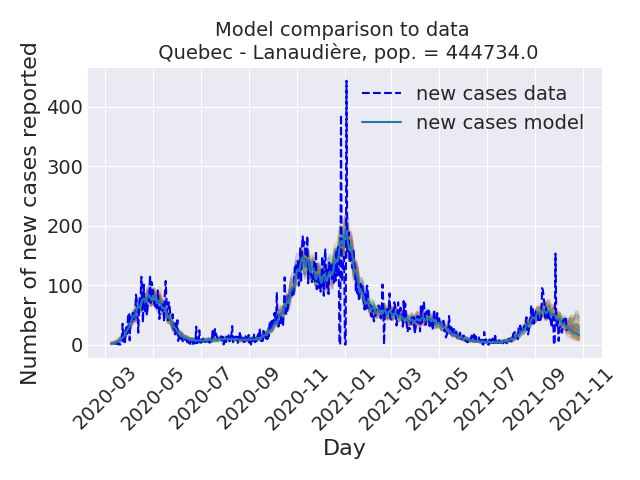 Model comparison to data
Quebec - Lanaudière, pop. = 444734.0
Number of new cases reported
400
300
200
100
0
new cases data
new cases model
2020-03
2020-05
2020-07
2020-09
2020-11
2021-01
2021-03
2021-05
2021-07
2021-09
2021-11
Day